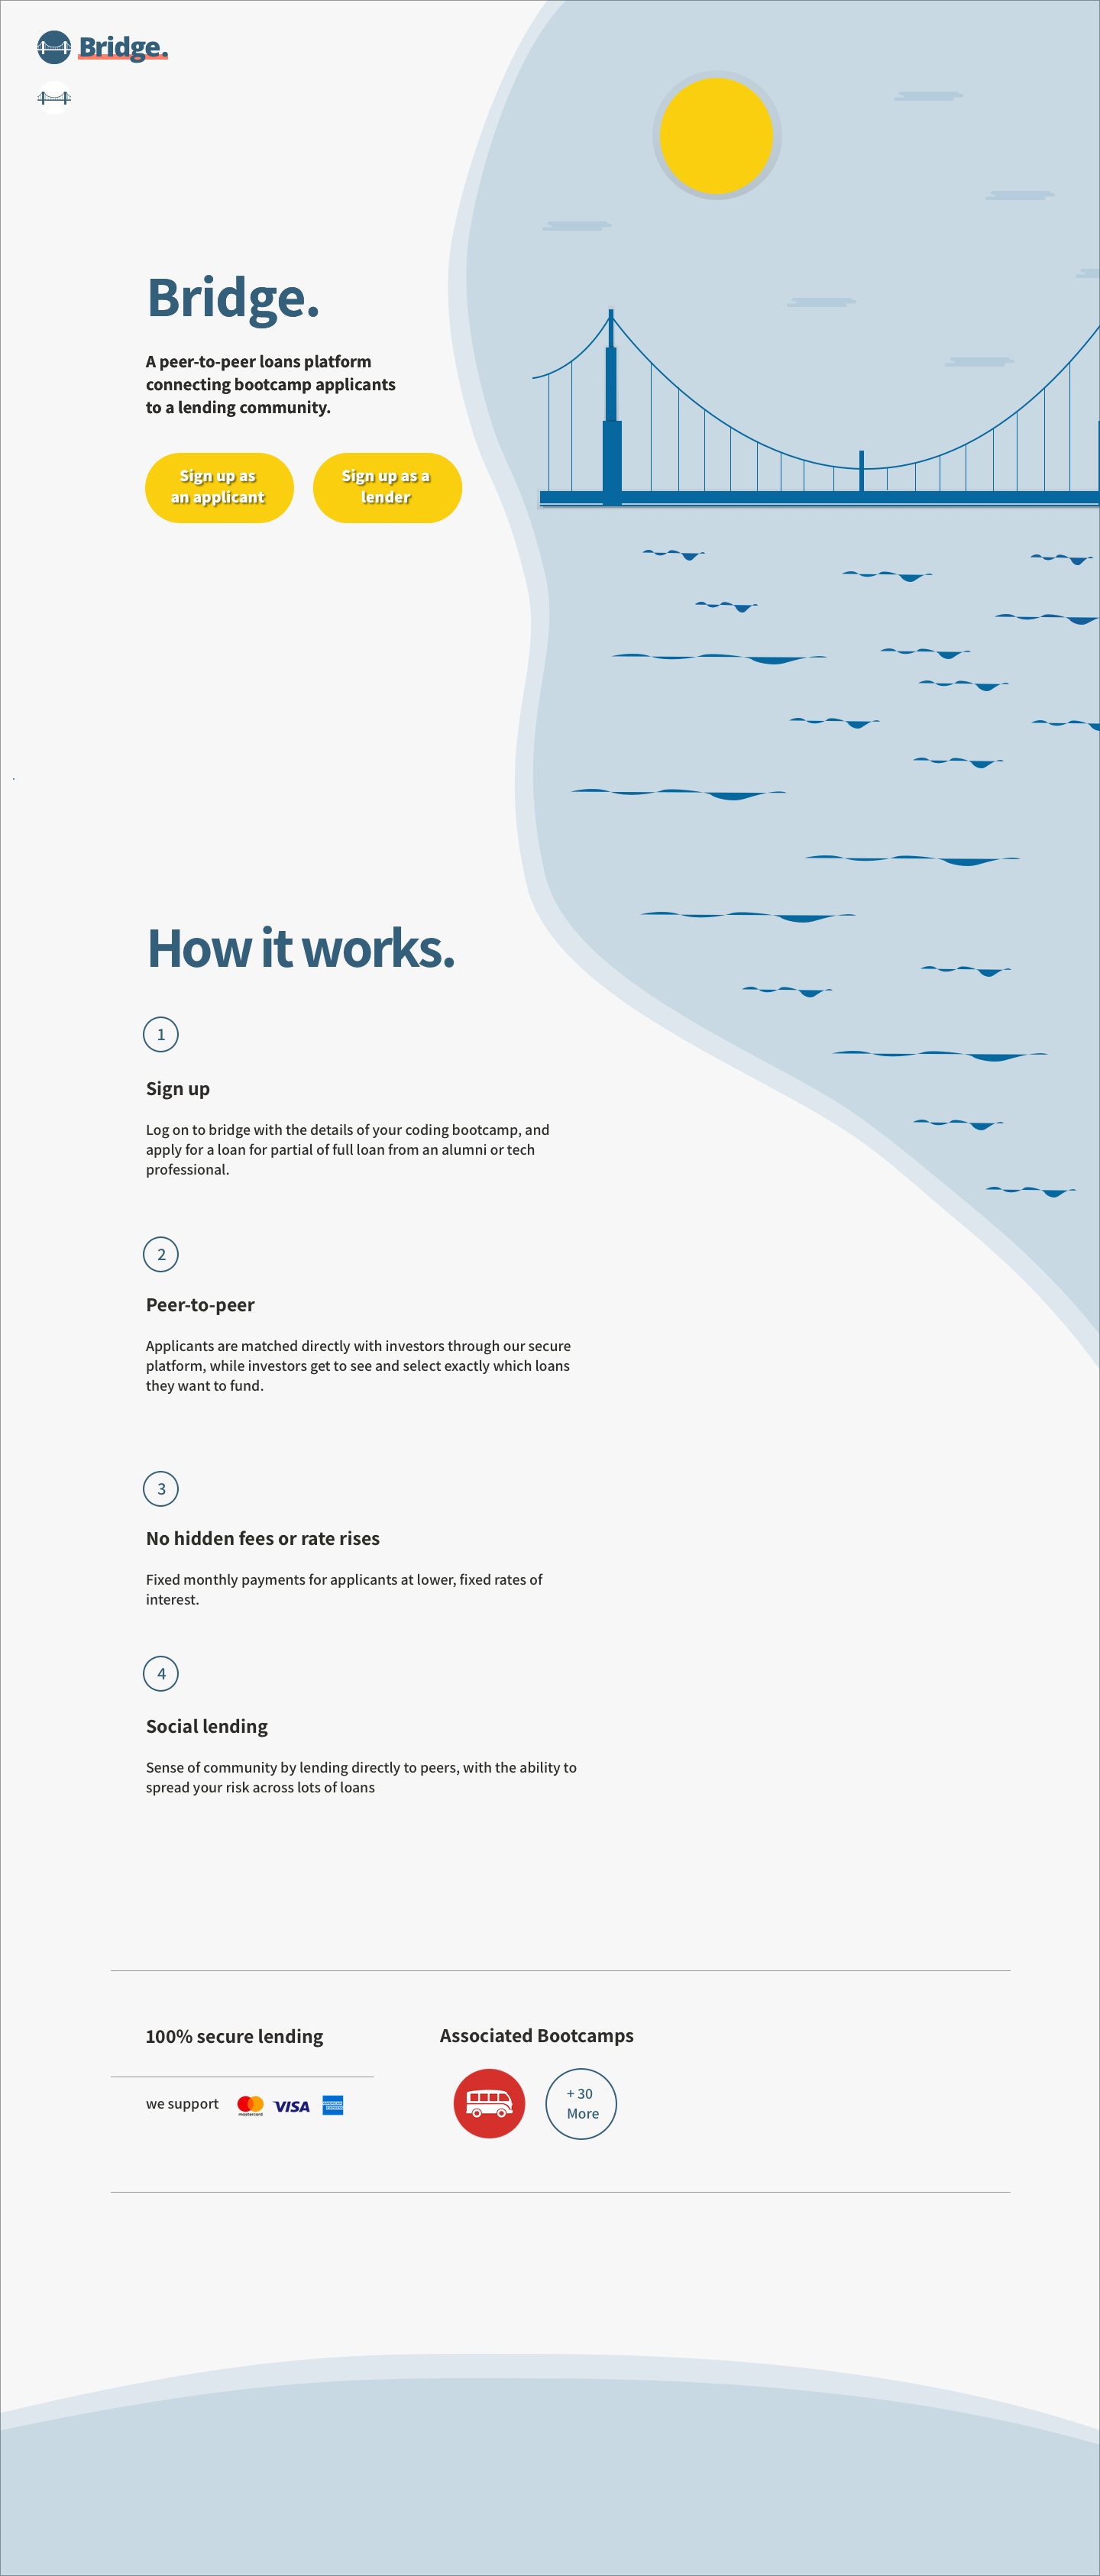 Bridge.
Bridge.
A peer-to-peer loans platform
connecting bootcamp applicants
to a lending community.
Sign up as
an applicant
Sign up as a
lender
How it works.
1
Sign up
Log on to bridge with the details of your coding bootcamp, and
apply for a loan for partial of full loan from an alumni or tech
professional.
2
Peer-to-peer
Applicants are matched directly with investors through our secure
platform, while investors get to see and select exactly which loans
they want to fund.
3
No hidden fees or rate rises
Fixed monthly payments for applicants at lower, fixed rates of
interest.
4
Social lending
Sense of community by lending directly to peers, with the ability to
spread your risk across lots of loans
100% secure lending
we support
mastercard
VISA
AMERICAN
EXPRESS
Associated Bootcamps
+ 30
More